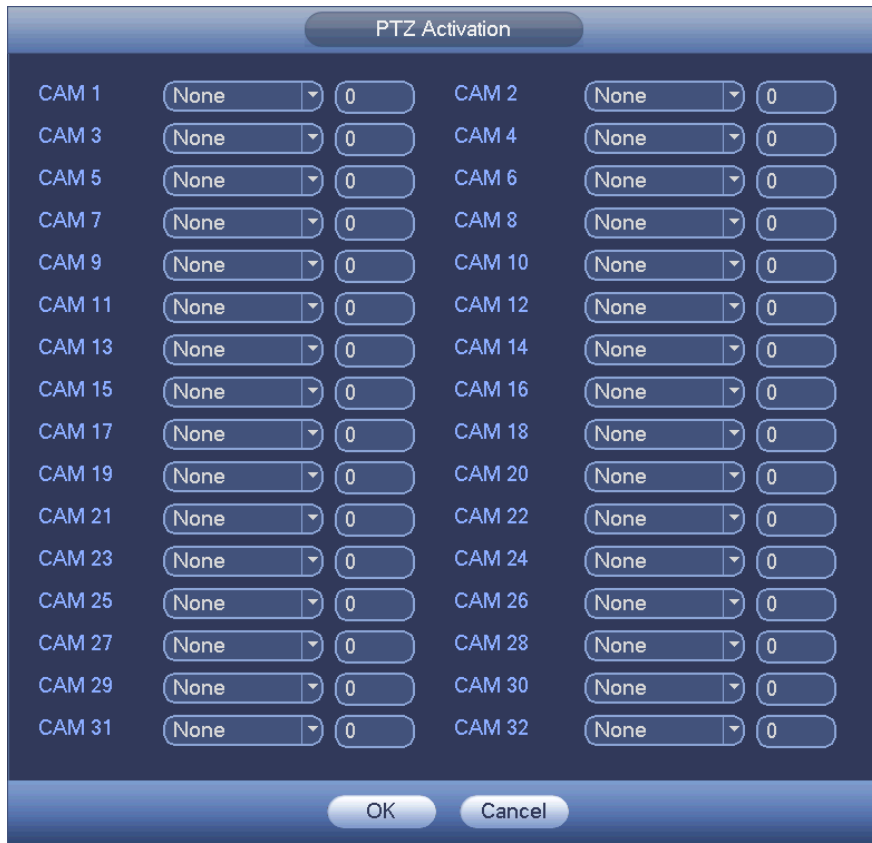 PTZ Activation
CAM 1 None 0 CAM 2 None 0
CAM 3 None 0 CAM 4 None 0
CAM 5 None 0 CAM 6 None 0
CAM 7 None 0 CAM 8 None 0
CAM 9 None 0 CAM 10 None 0
CAM 11 None 0 CAM 12 None 0
CAM 13 None 0 CAM 14 None 0
CAM 15 None 0 CAM 16 None 0
CAM 17 None 0 CAM 18 None 0
CAM 19 None 0 CAM 20 None 0
CAM 21 None 0 CAM 22 None 0
CAM 23 None 0 CAM 24 None 0
CAM 25 None 0 CAM 26 None 0
CAM 27 None 0 CAM 28 None 0
CAM 29 None 0 CAM 30 None 0
CAM 31 None 0 CAM 32 None 0
OK Cancel